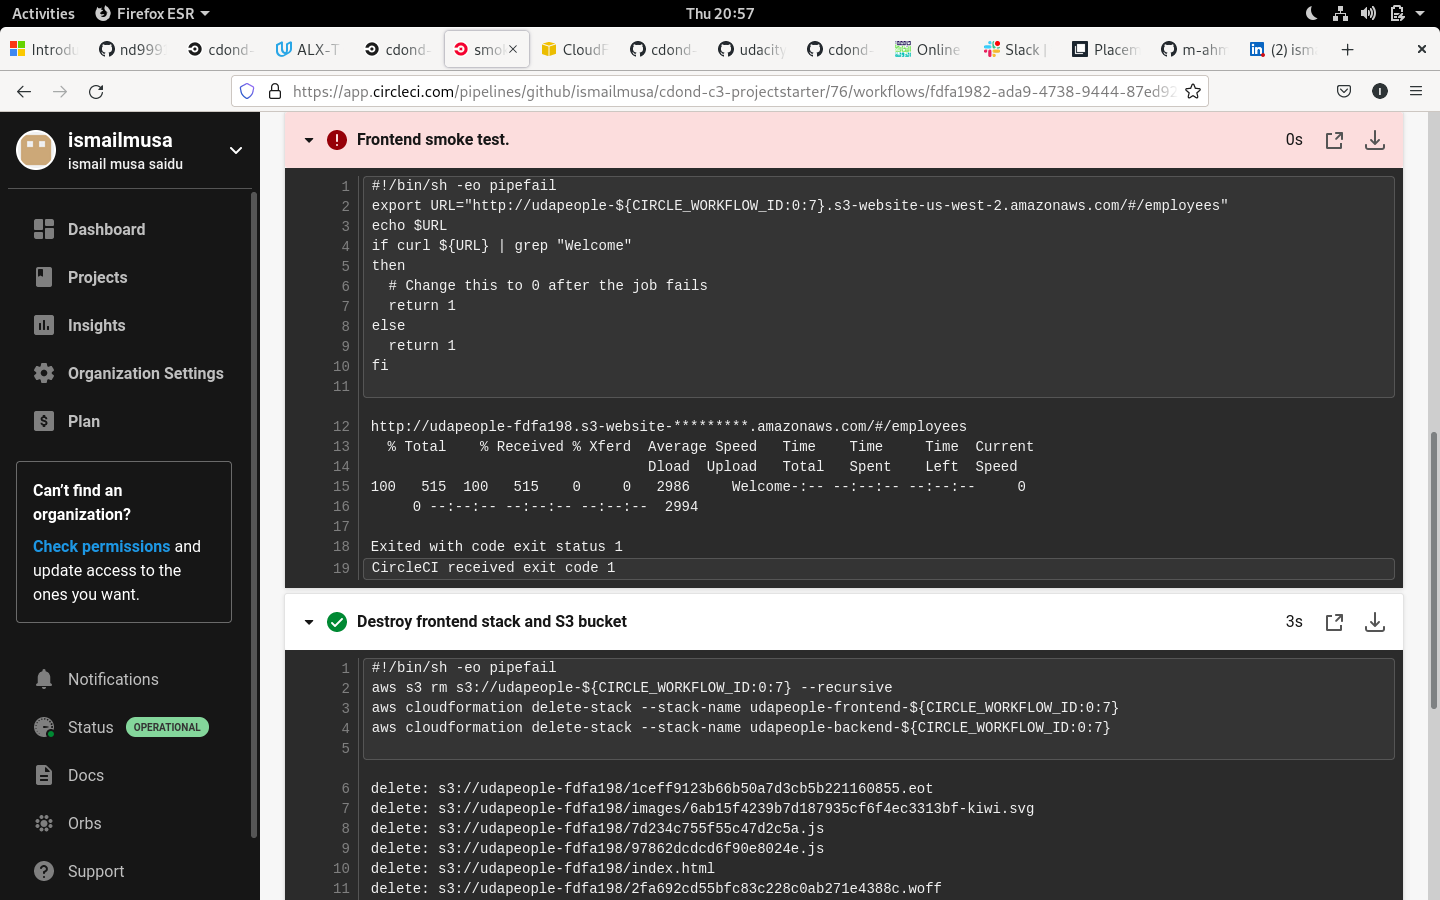 Activities
Firefox ESR
Thu 20:57
Introdu
nd999
cdond-
ALX-T
cdond-
smok
CloudF
cdond-
udacity
cdond-
Online
Slack |
Placem
m-ahm
(2) isma
https://app.circleci.com/pipelines/github/ismailmusa/cdond-c3-projectstarter/76/workflows/fdfa1982-ada9-4738-9444-87ed92
ismailmusa
ismail musa saidu
Dashboard
Projects
Insights
Organization Settings
Plan
Can't find an
organization?
Check permissions and
update access to the
ones you want.
Notifications
Status OPERATIONAL
Docs
Orbs
Support
Frontend smoke test.
0s
1 #!/bin/sh -eo pipefail
2 export URL="http://udapeople-${CIRCLE_WORKFLOW_ID:0:7}.s3-website-us-west-2.amazonaws.com/#/employees"
3 echo $URL
4 if curl ${URL} | grep "Welcome"
5 then
6 # Change this to 0 after the job fails
7 return 1
8 else
9 return 1
10 fi
11
12 http://udapeople-fdfa198.s3-website-*********.amazonaws.com/#/employees
13 % Total % Received % Xferd Average Speed Time Time Time Current
14 Dload Upload Total Spent Left Speed
15 100 515 100 515 0 0 2986 Welcome-:-- --:--:-- --:--:-- 0
16 0 --:--:-- --:--:-- --:--:-- 2994
17
18 Exited with code exit status 1
19 CircleCI received exit code 1
Destroy frontend stack and S3 bucket
3s
1 #!/bin/sh -eo pipefail
2 aws s3 rm s3://udapeople-${CIRCLE_WORKFLOW_ID:0:7} --recursive
3 aws cloudformation delete-stack --stack-name udapeople-frontend-${CIRCLE_WORKFLOW_ID:0:7}
4 aws cloudformation delete-stack --stack-name udapeople-backend-${CIRCLE_WORKFLOW_ID:0:7}
5
6 delete: s3://udapeople-fdfa198/1ceff9123b66b50a7d3cb5b221160855.eot
7 delete: s3://udapeople-fdfa198/images/6ab15f4239b7d187935cf6f4ec3313bf-kiwi.svg
8 delete: s3://udapeople-fdfa198/7d234c755f55c47d2c5a.js
9 delete: s3://udapeople-fdfa198/97862dcdcd6f90e8024e.js
10 delete: s3://udapeople-fdfa198/index.html
11 delete: s3://udapeople-fdfa198/2fa692cd55bfc83c228c0ab271e4388c.woff